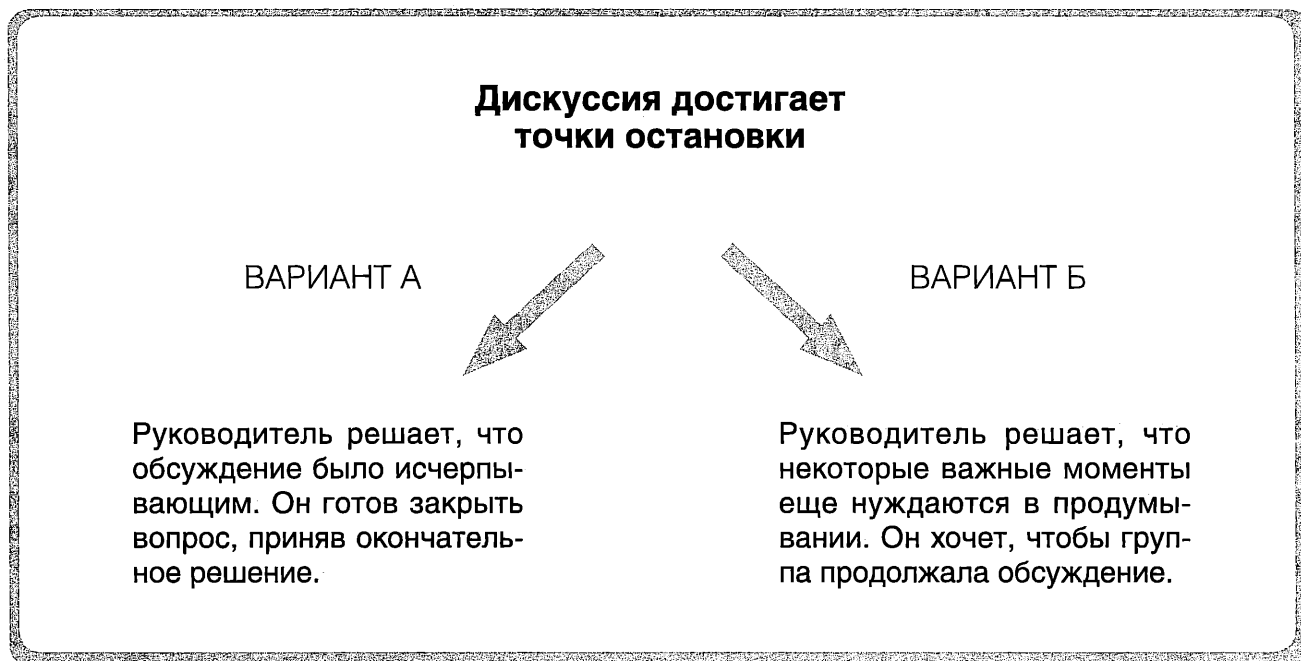 Дискуссия достигает
точки остановки
ВАРИАНТ А
ВАРИАНТ Б
Руководитель решает, что
обсуждение было исчерпы-
вающим. Он готов закрыть
вопрос, приняв окончатель-
ное решение.
Руководитель решает, что
некоторые важные моменты
еще нуждаются в продумы-
вании. Он хочет, чтобы груп-
па продолжала обсуждение.